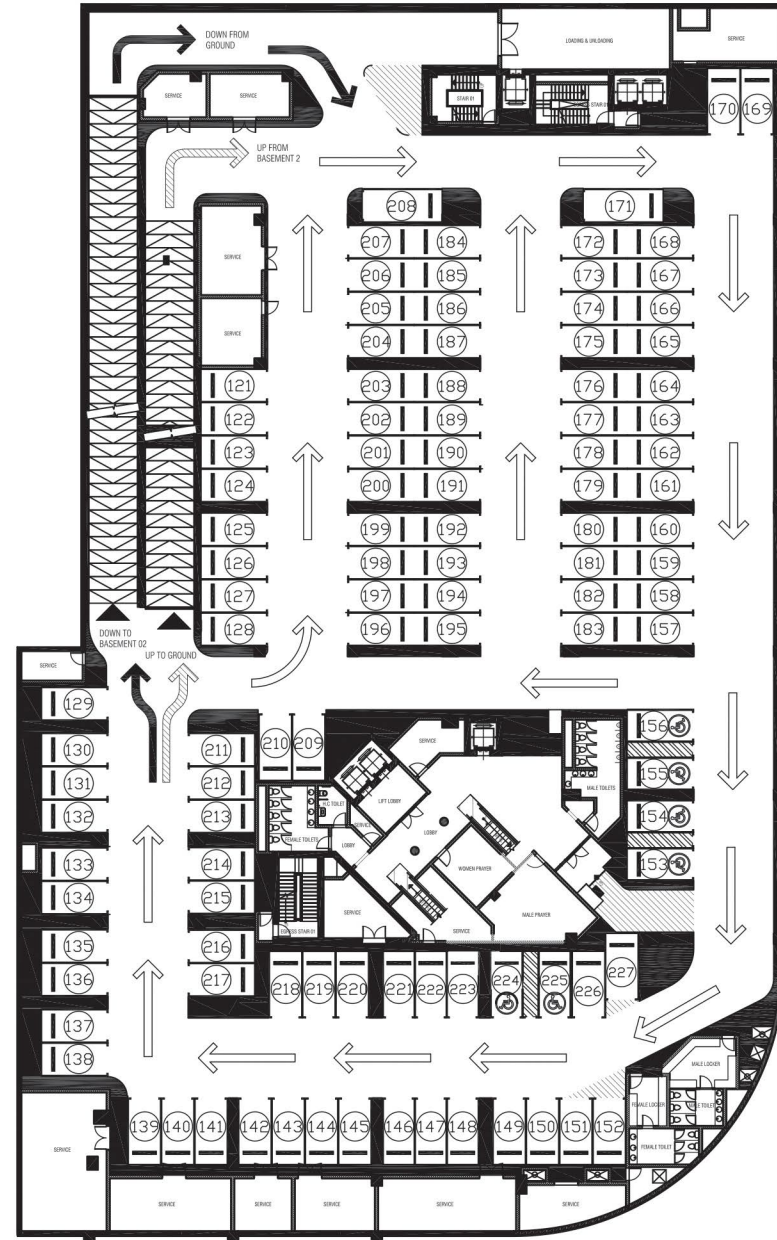 DOWN FROM
GROUND
LOADING & UNLOADING
SERVICE
SERVICE
SERVICE
STAIR 01
STAIR 01
170
169
UP FROM
BASEMENT 2
208
171
SERVICE
207
184
172
168
206
185
173
167
205
186
174
166
204
187
175
165
SERVICE
121
203
188
176
164
122
202
189
177
163
123
201
190
178
162
124
200
191
179
161
125
199
192
180
160
126
198
193
181
159
127
197
194
182
158
128
196
195
183
157
DOWN TO
BASEMENT 02
UP TO GROUND
SERVICE
129
156
130
211
210
209
SERVICE
155
131
212
LIFT LOBBY
MALE TOILETS
132
213
H.C TOILET
SERVICE
LOBBY
154
FEMALE TOILETS
LOBBY
133
214
WOMEN PRAYER
153
134
215
SERVICE
MALE PRAYER
EGRESS STAIR 01
SERVICE
135
216
136
217
218
219
220
221
222
223
224
225
226
227
137
138
MALE LOCKER
FEMALE LOCKER
TOILET
FEMALE TOILET
139
140
141
142
143
144
145
146
147
148
149
150
151
152
SERVICE
SERVICE
SERVICE
SERVICE
SERVICE
SERVICE